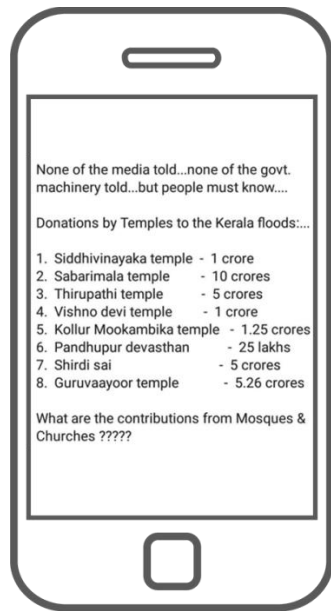 None of the media told...none of the govt.
machinery told...but people must know....
Donations by Temples to the Kerala floods:...
1. Siddhivinayaka temple - 1 crore
2. Sabarimala temple - 10 crores
3. Thirupathi temple - 5 crores
4. Vishno devi temple - 1 crore
5. Kollur Mookambika temple - 1.25 crores
6. Pandhupur devasthan - 25 lakhs
7. Shirdi sai - 5 crores
8. Guruvaayoor temple - 5.26 crores
What are the contributions from Mosques &
Churches ?????